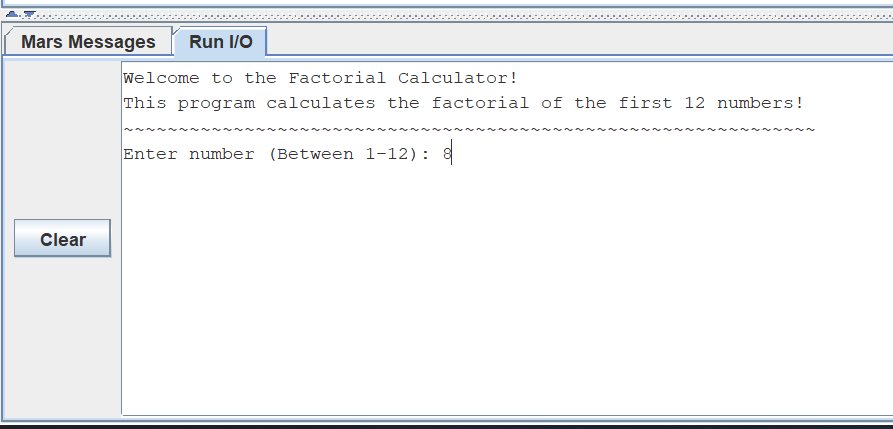 Mars Messages Run I/O
Welcome to the Factorial Calculator!
This program calculates the factorial of the first 12 numbers!
~~~~~~~~~~~~~~~~~~~~~~~~~~~~~~~~~~~~~~~~~~~~~~~~~~~~~~~~~~~~~~~
Enter number (Between 1-12): 8
Clear